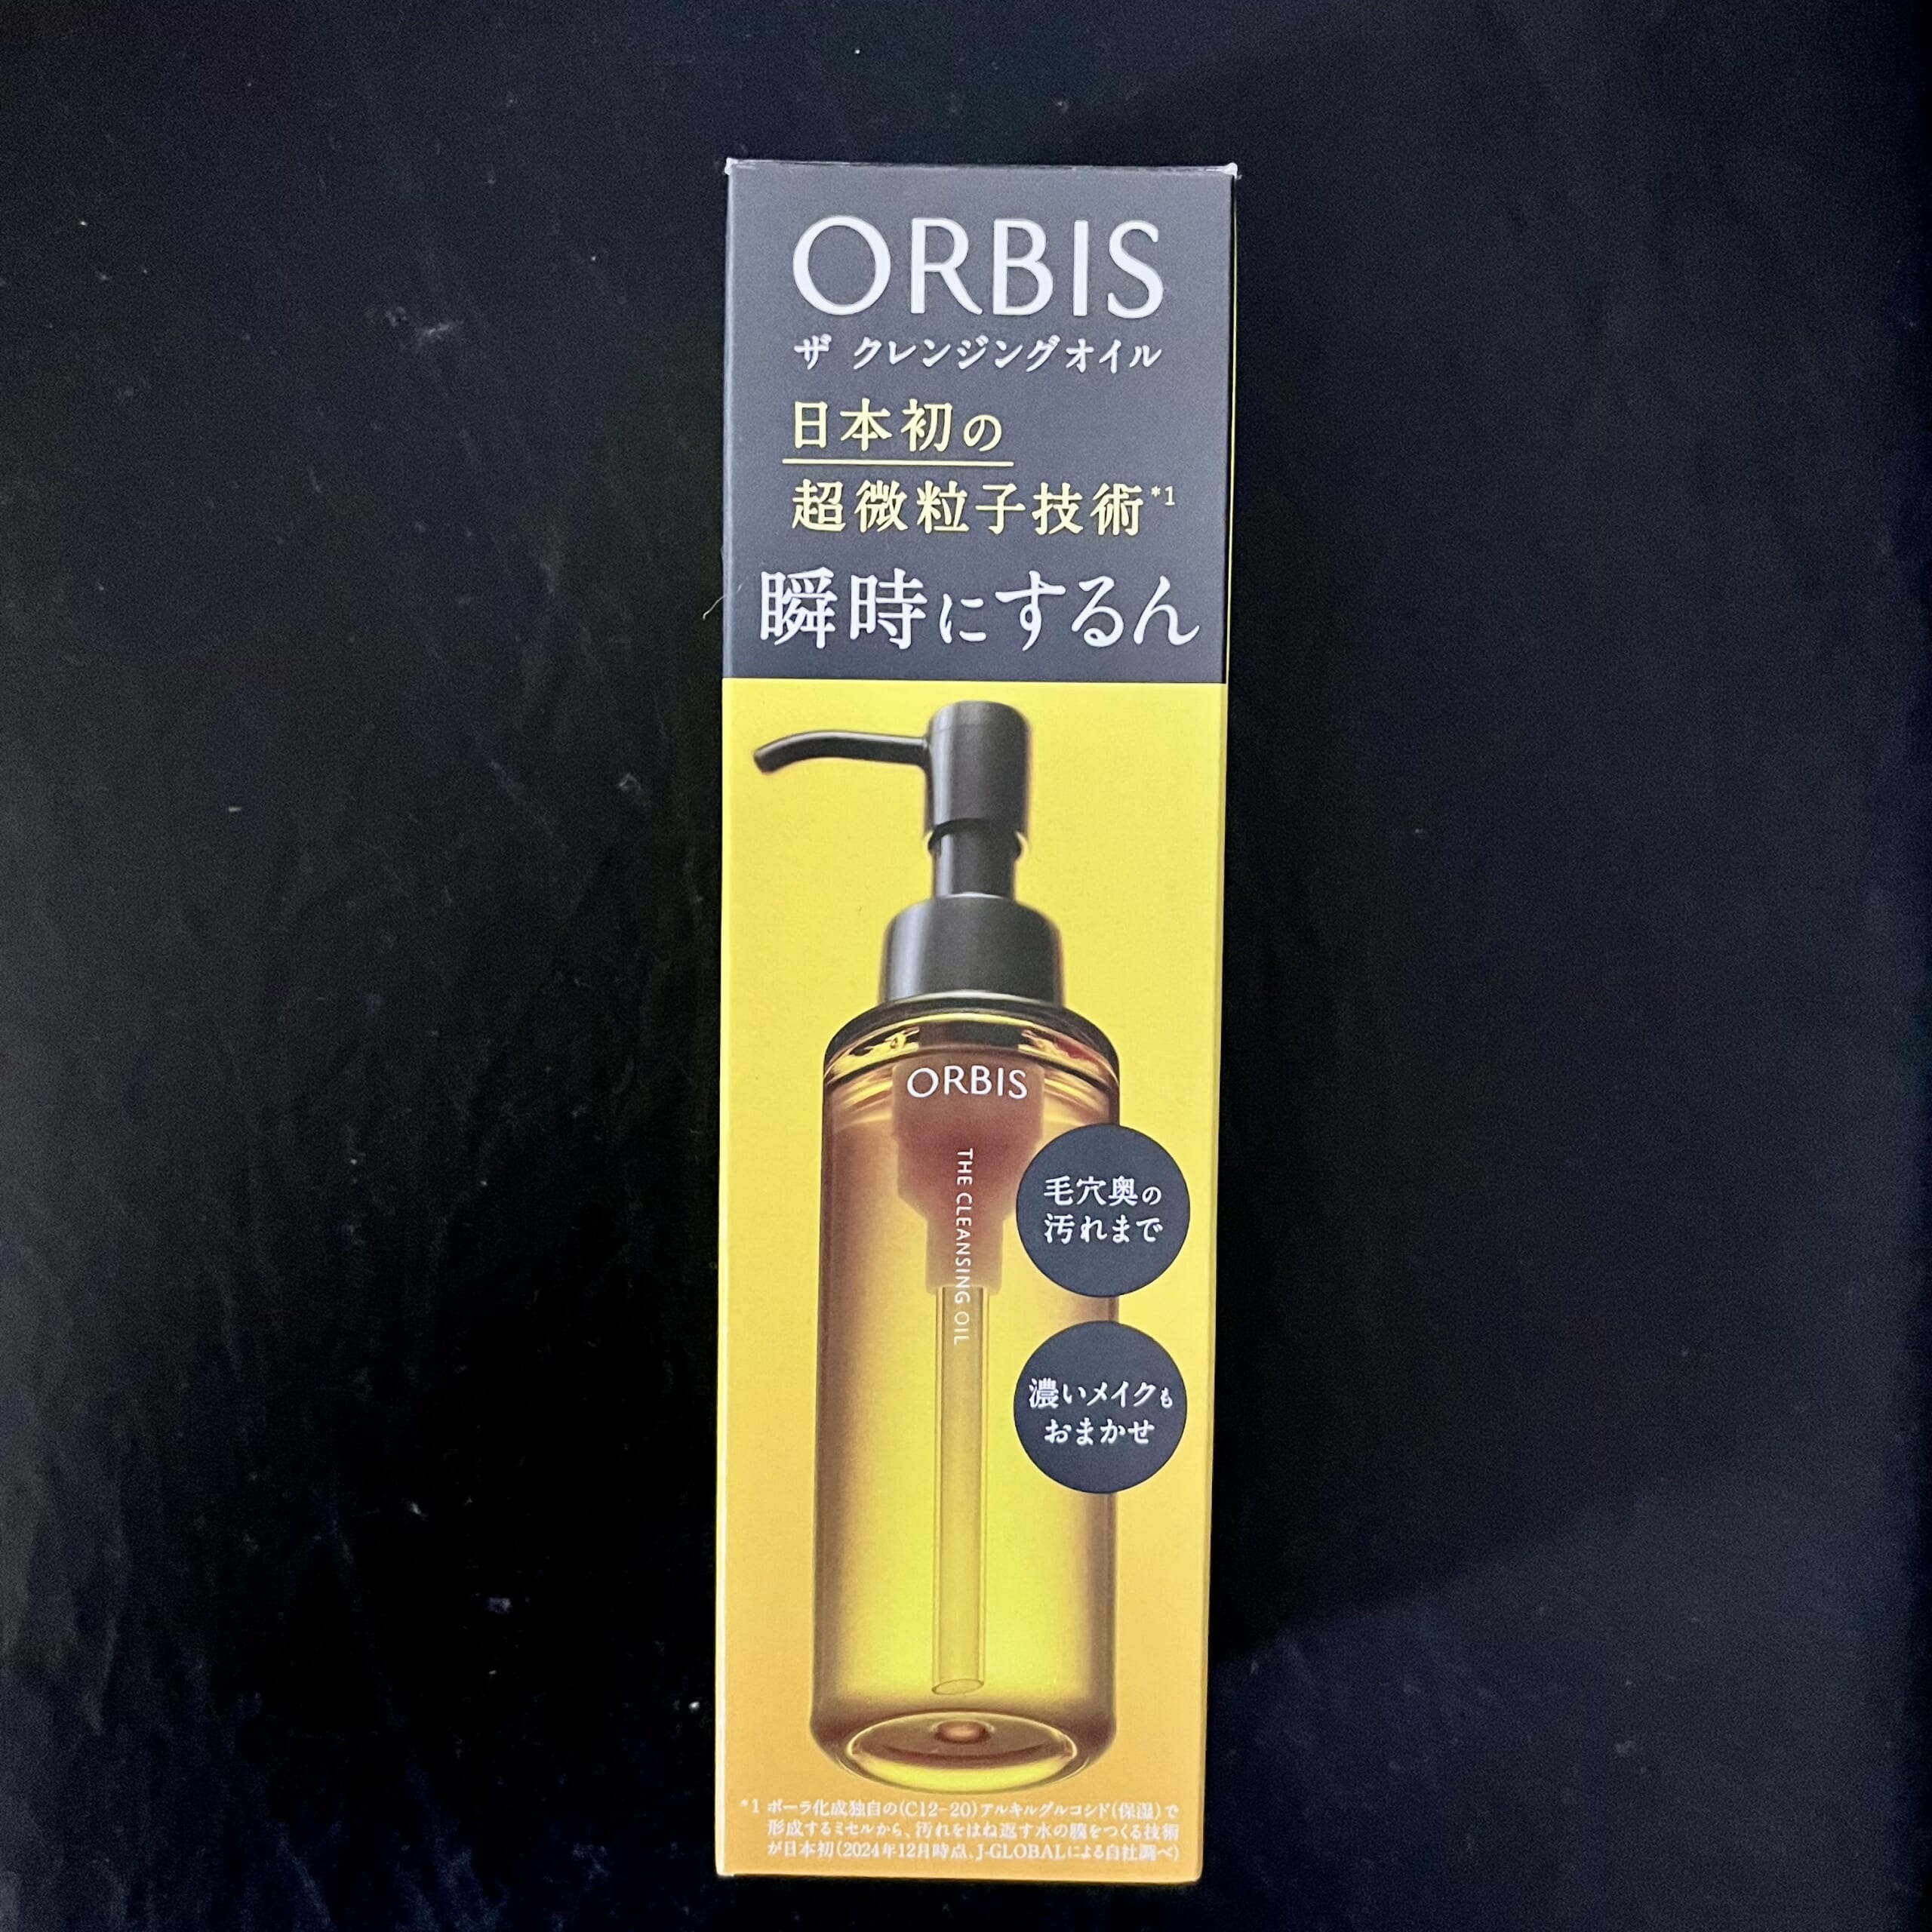 ORBIS
ザ クレンジングオイル
日本初の
超微粒子技術*1
瞬時にするん
ORBIS
THE CLEANSING OIL
毛穴奥の
汚れまで
濃いメイクも
おまかせ
*1 ポーラ化成独自の(C12-20)アルキルグルコシド(保湿)で
形成するミセルから、汚れをはね返す水の膜をつくる技術
が日本初(2024年12月時点、J-GLOBALによる自社調べ)